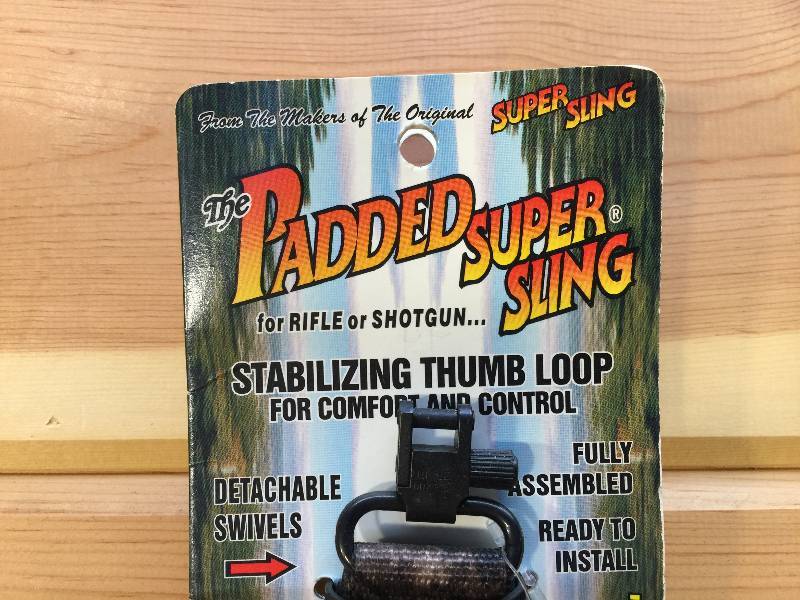 From The Makers of The Original SUPER SLING
The PADDED SUPER SLING®
for RIFLE or SHOTGUN...
STABILIZING THUMB LOOP
FOR COMFORT AND CONTROL
DETACHABLE
SWIVELS
FULLY
ASSEMBLED
READY TO
INSTALL